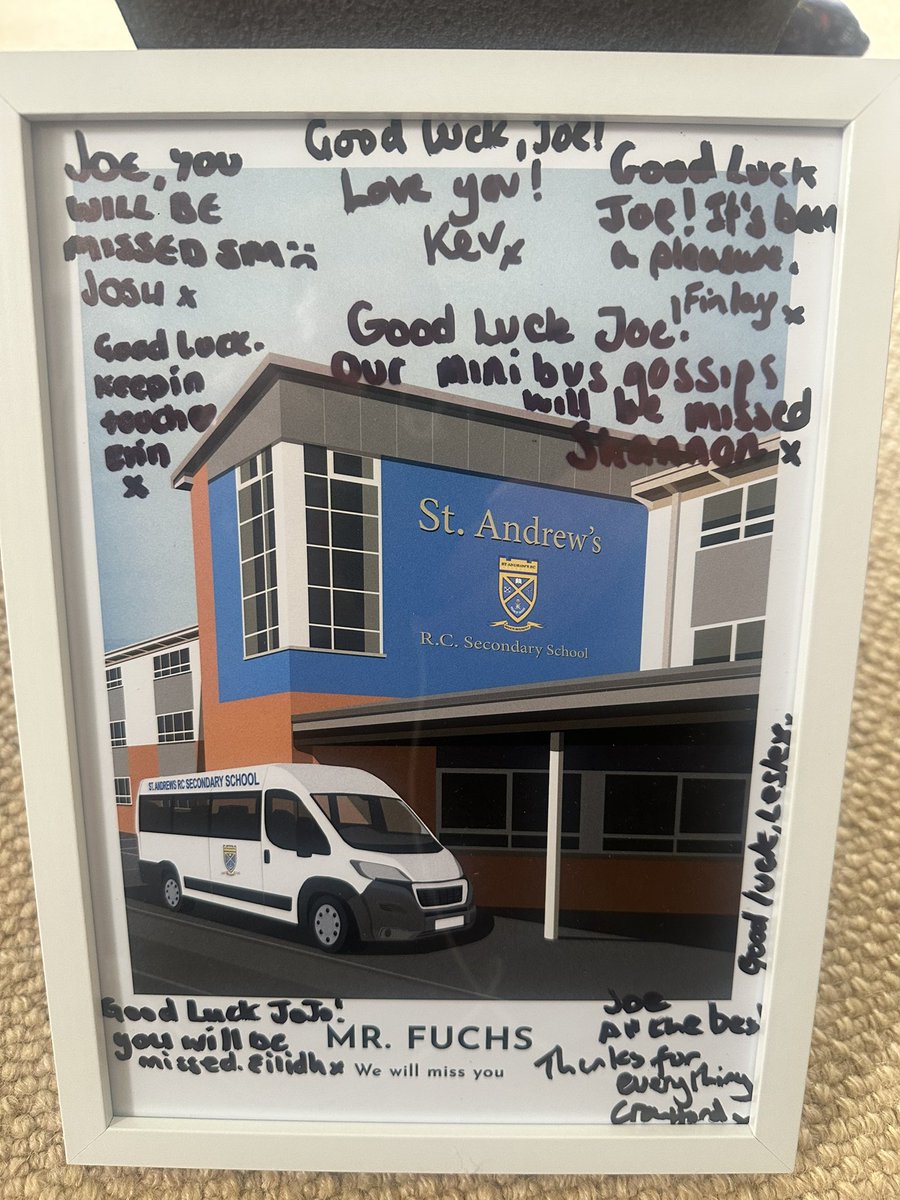 JOE, YOU
WILL BE
MISSED SM
JOSH x
Good Luck, Joe!
Love you!
Kev x
Good Luck
Joe! It's been
a pleasure.
Finlay x
Good Luck.
Keep in
touch
Erin
x
Good Luck Joe!
Our minibus gossips
will be missed
Shannon x
St. Andrew's
ST ANDREW'S RC
R.C. Secondary School
ST. ANDREWS RC SECONDARY SCHOOL
Good luck, Lesley.
Good Luck JoJo!
you will be
missed. Eilidh x
MR. FUCHS
We will miss you
Joe
All the best
Thanks for
everything
Crawford x